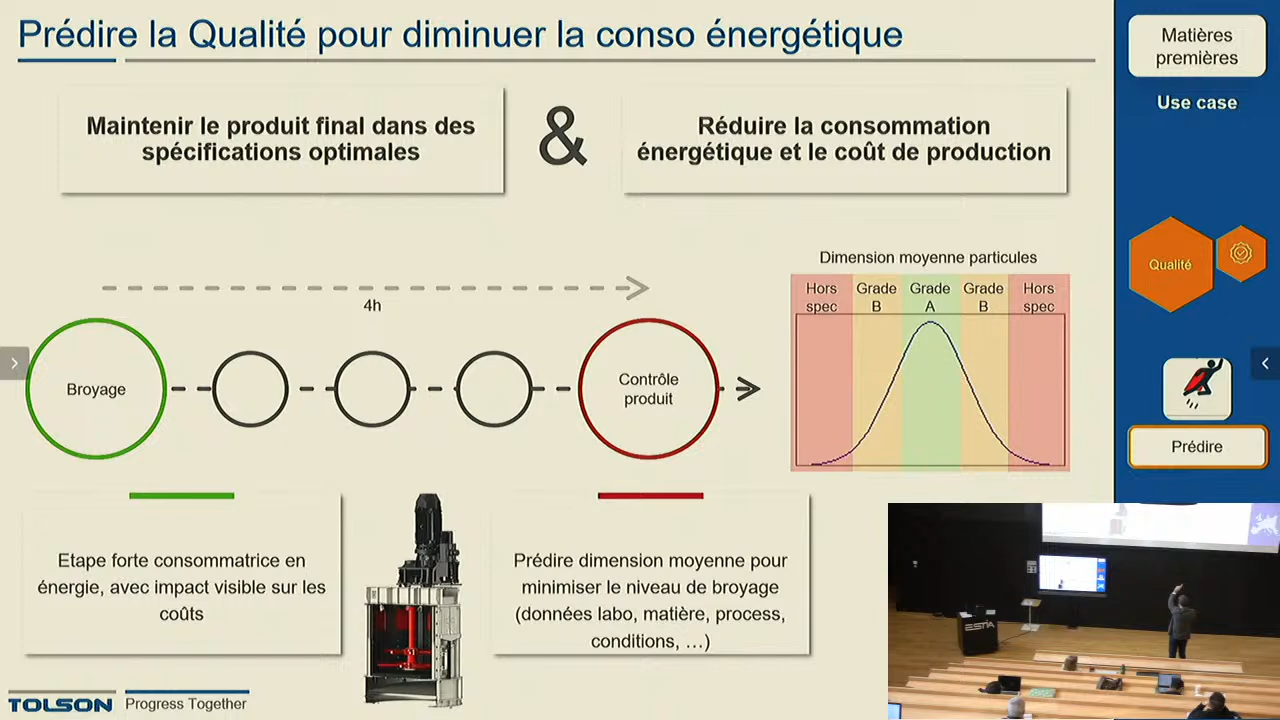 Prédire la Qualité pour diminuer la conso énergétique
Maintenir le produit final dans des
spécifications optimales
&
Réduire la consommation
énergétique et le coût de production
Matières
premières
Use case
Qualité
Prédire
4h
Broyage
Contrôle
produit
Dimension moyenne particules
Hors
spec
Grade
B
Grade
A
Grade
B
Hors
spec
Etape forte consommatrice en
énergie, avec impact visible sur les
coûts
Prédire dimension moyenne pour
minimiser le niveau de broyage
(données labo, matière, process,
conditions, …)
TOLSON
Progress Together
ESTIA